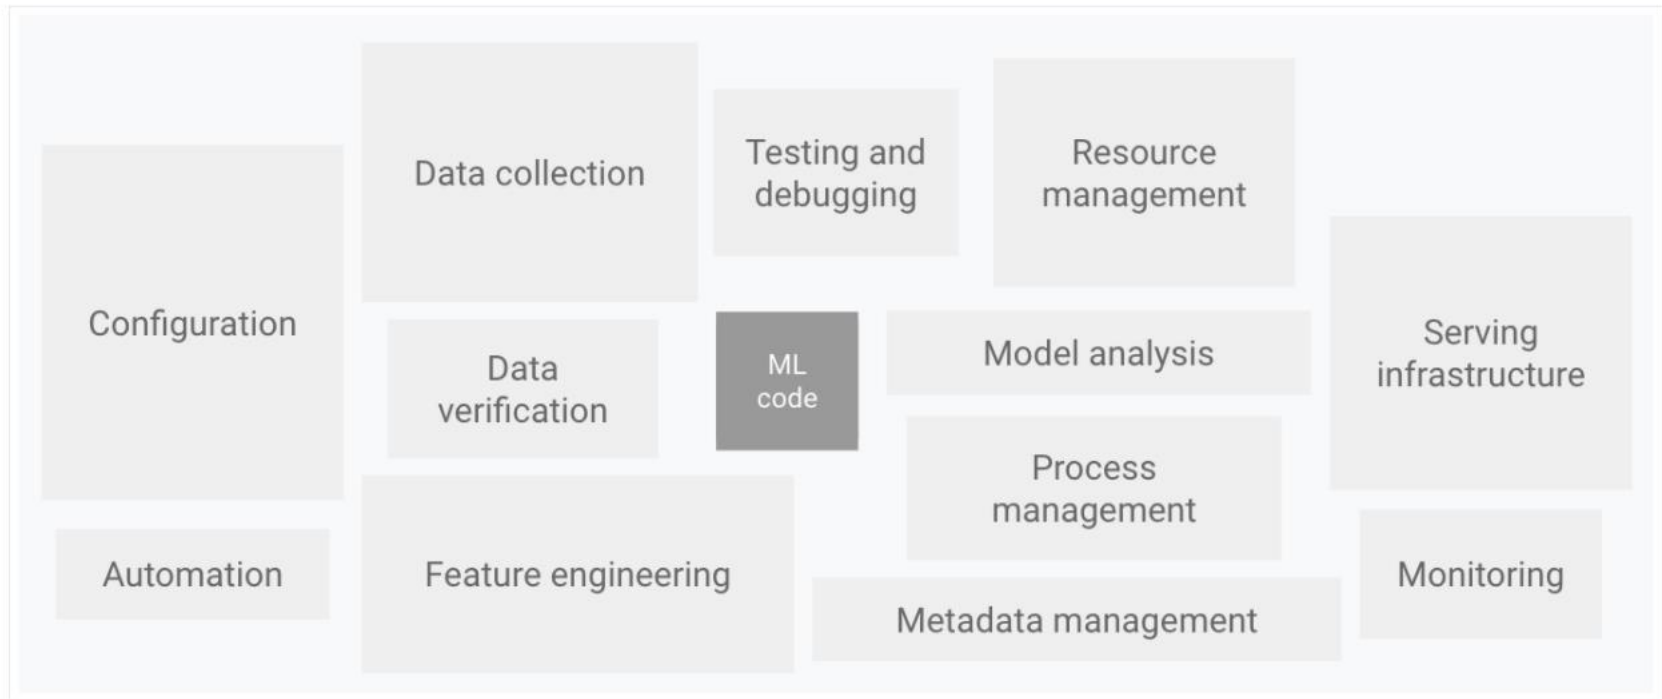 Data collection
Testing and
debugging
Resource
management
Configuration
Data
verification
ML
code
Model analysis
Serving
infrastructure
Process
management
Automation
Feature engineering
Metadata management
Monitoring